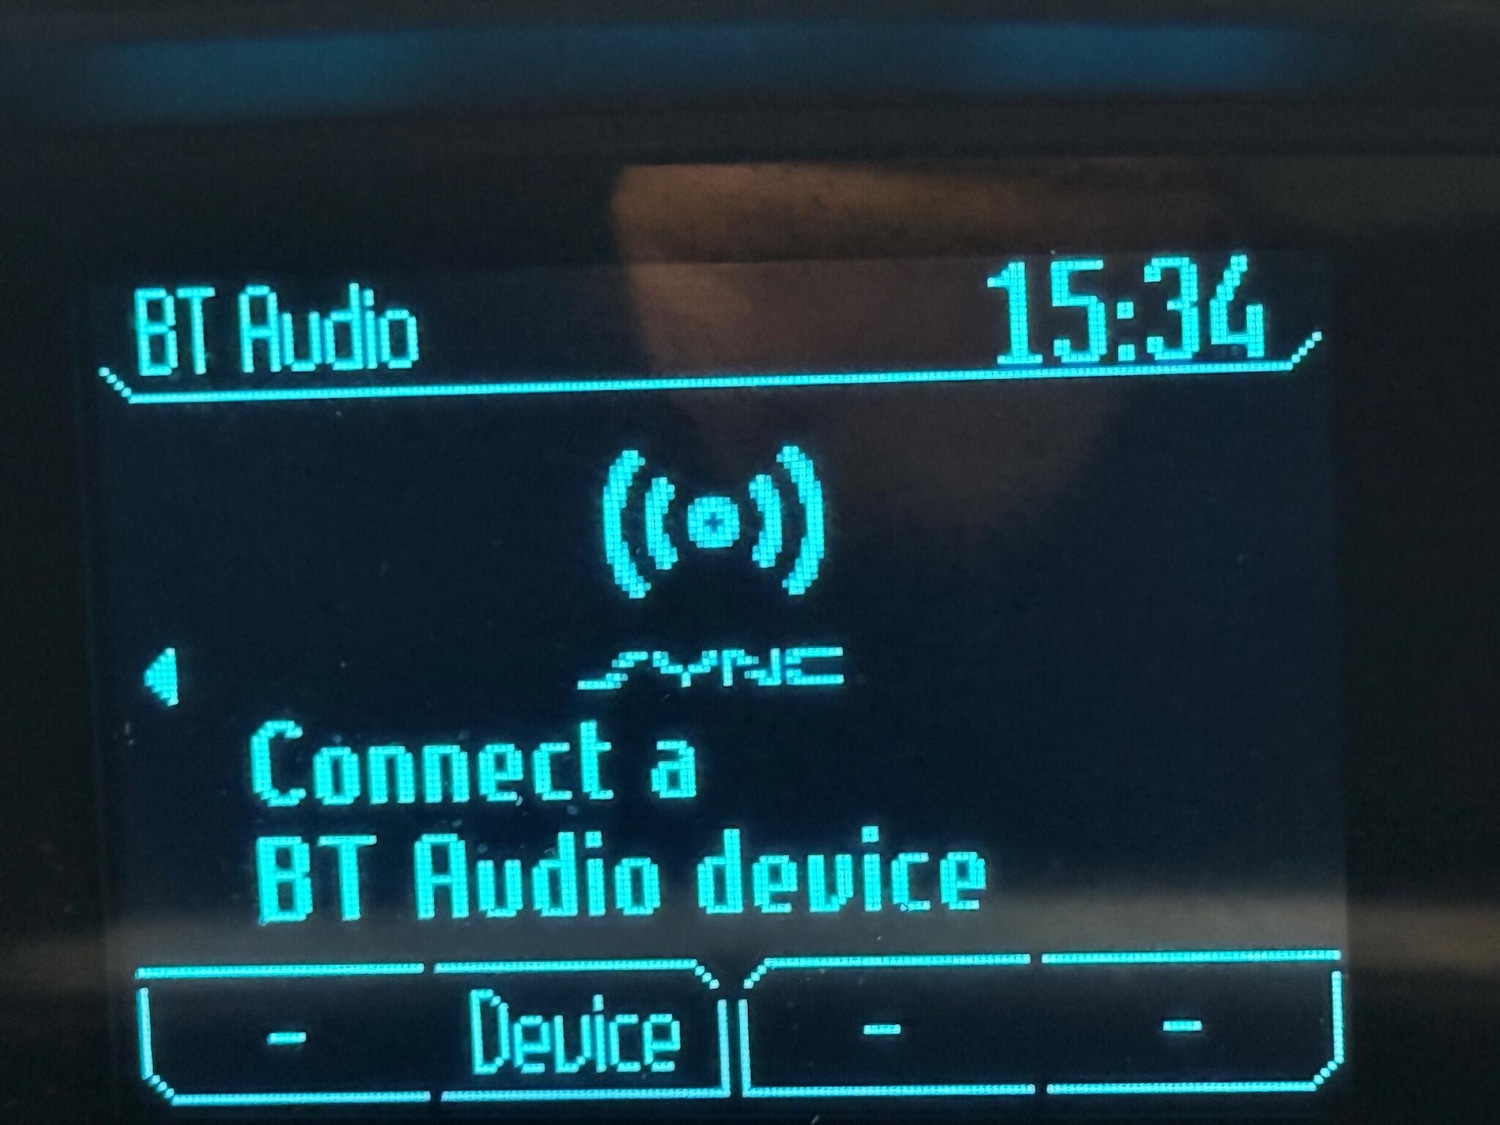 BT Audio 15:34
SYNC
Connect a
BT Audio device
- Device - -